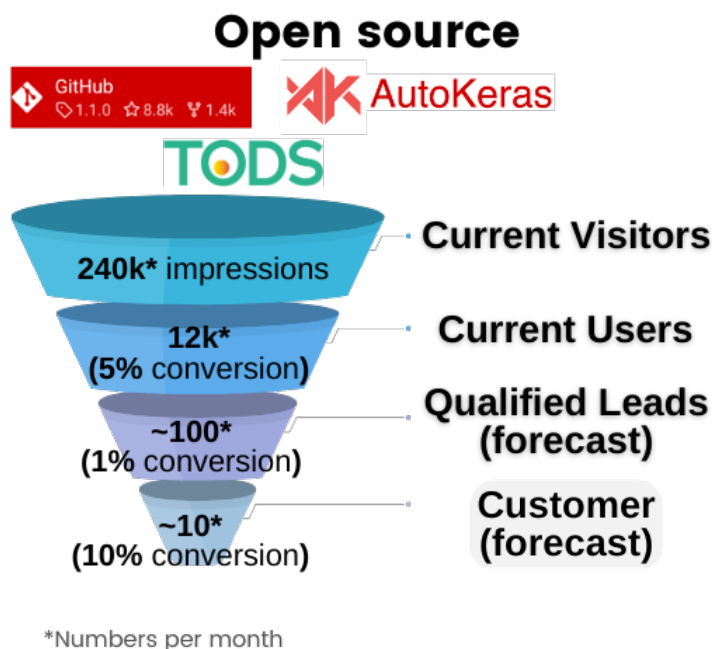 Open source
GitHub
1.1.0 8.8k 1.4k
AK AutoKeras
TODS
240k* impressions
Current Visitors
12k*
(5% conversion)
Current Users
~100*
(1% conversion)
Qualified Leads
(forecast)
~10*
(10% conversion)
Customer
(forecast)
*Numbers per month